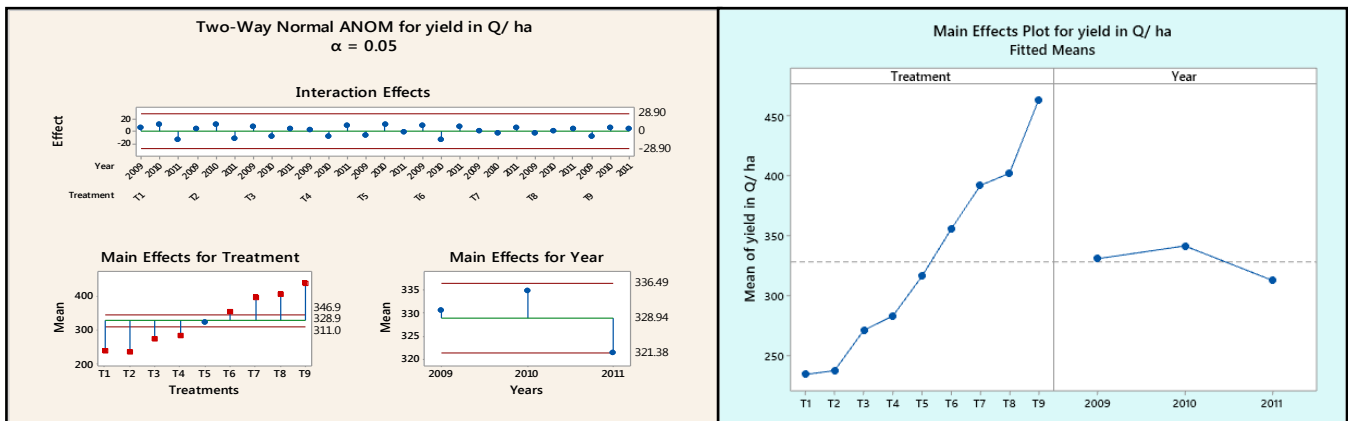 Two-Way Normal ANOM for yield in Q/ ha
α = 0.05
Interaction Effects
Effect
20
0
-20
28.90
0
-28.90
Year
2009 2010 2011 2009 2010 2011 2009 2010 2011 2009 2010 2011 2009 2010 2011 2009 2010 2011 2009 2010 2011 2009 2010 2011 2009 2010 2011
Treatment
T1 T2 T3 T4 T5 T6 T7 T8 T9
Main Effects for Treatment
Mean
400
300
200
346.9
328.9
311.0
T1 T2 T3 T4 T5 T6 T7 T8 T9
Treatments
Main Effects for Year
Mean
335
330
325
320
336.49
328.94
321.38
2009 2010 2011
Years
Main Effects Plot for yield in Q/ ha
Fitted Means
Treatment Year
Mean of yield in Q/ ha
450
400
350
300
250
T1 T2 T3 T4 T5 T6 T7 T8 T9 2009 2010 2011